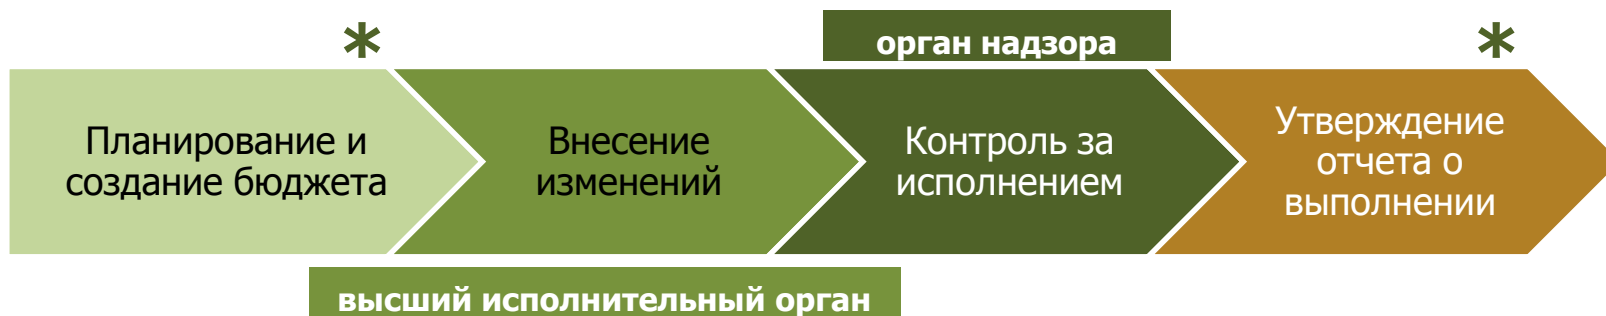 *
орган надзора
*
Планирование и
создание бюджета
Внесение
изменений
Контроль за
исполнением
Утверждение
отчета о
выполнении
высший исполнительный орган